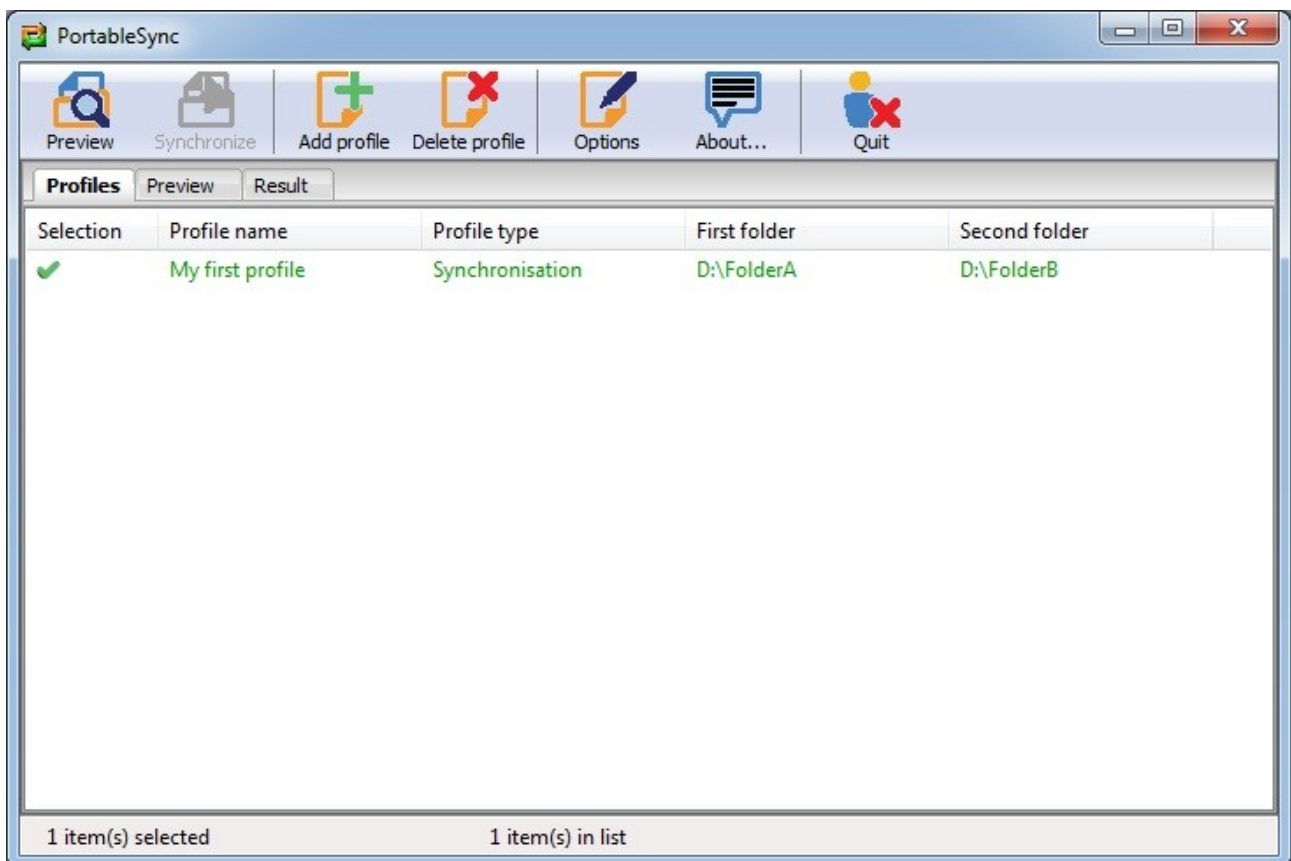 PortableSync
Preview Synchronize Add profile Delete profile Options About... Quit
Profiles Preview Result
Selection Profile name Profile type First folder Second folder
My first profile Synchronisation D:\FolderA D:\FolderB
1 item(s) selected 1 item(s) in list